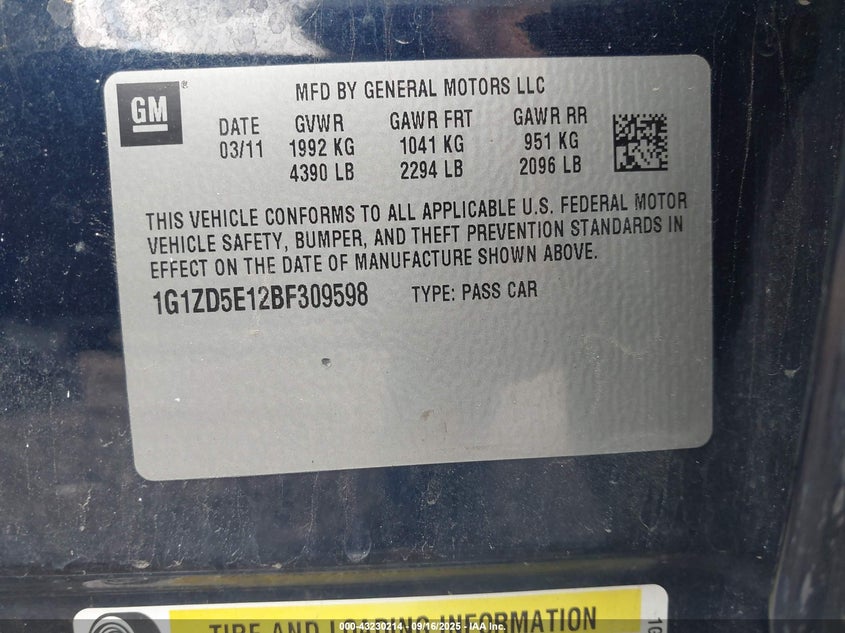 GM
MFD BY GENERAL MOTORS LLC
DATE GVWR GAWR FRT GAWR RR
03/11 1992 KG 1041 KG 951 KG
4390 LB 2294 LB 2096 LB
THIS VEHICLE CONFORMS TO ALL APPLICABLE U.S. FEDERAL MOTOR
VEHICLE SAFETY, BUMPER, AND THEFT PREVENTION STANDARDS IN
EFFECT ON THE DATE OF MANUFACTURE SHOWN ABOVE.
1G1ZD5E12BF309598 TYPE: PASS CAR
TIRE AND LOADING INFORMATION
000-43230214 - 09/16/2025 - IAA Inc.